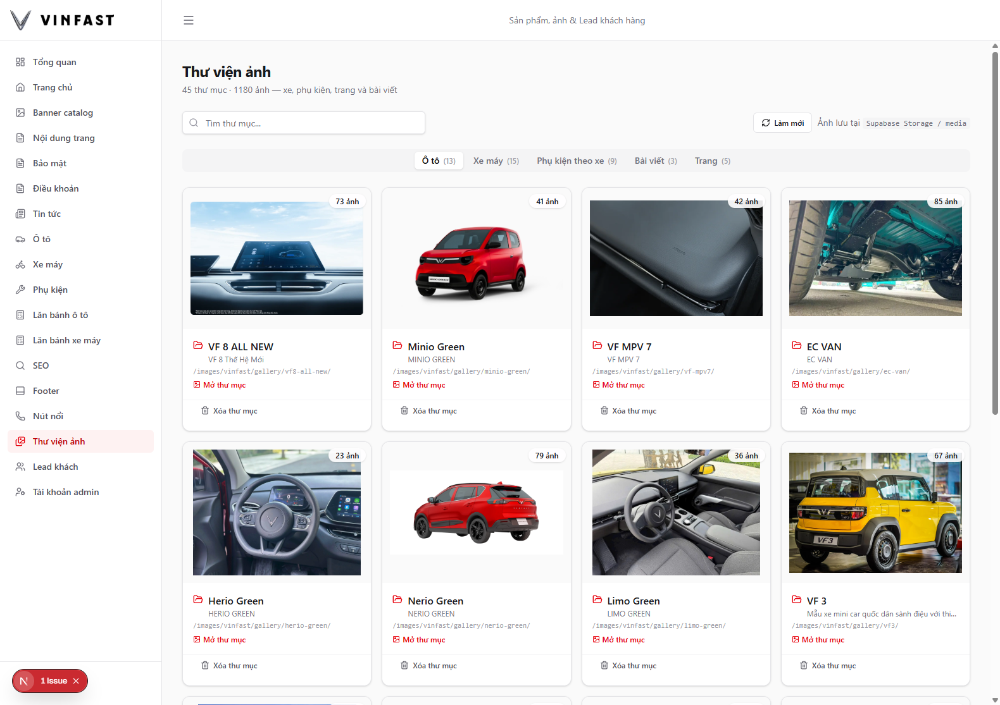 VINFAST
Sản phẩm, ảnh & Lead khách hàng
Tổng quan
Trang chủ
Banner catalog
Nội dung trang
Bảo mật
Điều khoản
Tin tức
Ô tô
Xe máy
Phụ kiện
Lăn bánh ô tô
Lăn bánh xe máy
SEO
Footer
Nút nổi
Thư viện ảnh
Lead khách
Tài khoản admin
N 1 Issue
Thư viện ảnh
45 thư mục · 1180 ảnh — xe, phụ kiện, trang và bài viết
Tìm thư mục...
Làm mới
Ảnh lưu tại Supabase Storage / media
Ô tô (13)
Xe máy (15)
Phụ kiện theo xe (9)
Bài viết (3)
Trang (5)
73 ảnh
VF 8 ALL NEW
VF 8 Thế Hệ Mới
/images/vinfast/gallery/vf8-all-new/
Mở thư mục
Xóa thư mục
41 ảnh
MINIO GREEN
Minio Green
MINIO GREEN
/images/vinfast/gallery/minio-green/
Mở thư mục
Xóa thư mục
42 ảnh
VF MPV 7
VF MPV 7
/images/vinfast/gallery/vf-mpv7/
Mở thư mục
Xóa thư mục
85 ảnh
EC VAN
EC VAN
/images/vinfast/gallery/ec-van/
Mở thư mục
Xóa thư mục
23 ảnh
Herio Green
HERIO GREEN
/images/vinfast/gallery/herio-green/
Mở thư mục
Xóa thư mục
79 ảnh
Nerio Green
NERIO GREEN
/images/vinfast/gallery/nerio-green/
Mở thư mục
Xóa thư mục
36 ảnh
Limo Green
LIMO GREEN
/images/vinfast/gallery/limo-green/
Mở thư mục
Xóa thư mục
67 ảnh
VF3
VF 3
Mẫu xe mini car quốc dân sành điệu với thi...
/images/vinfast/gallery/vf3/
Mở thư mục
Xóa thư mục